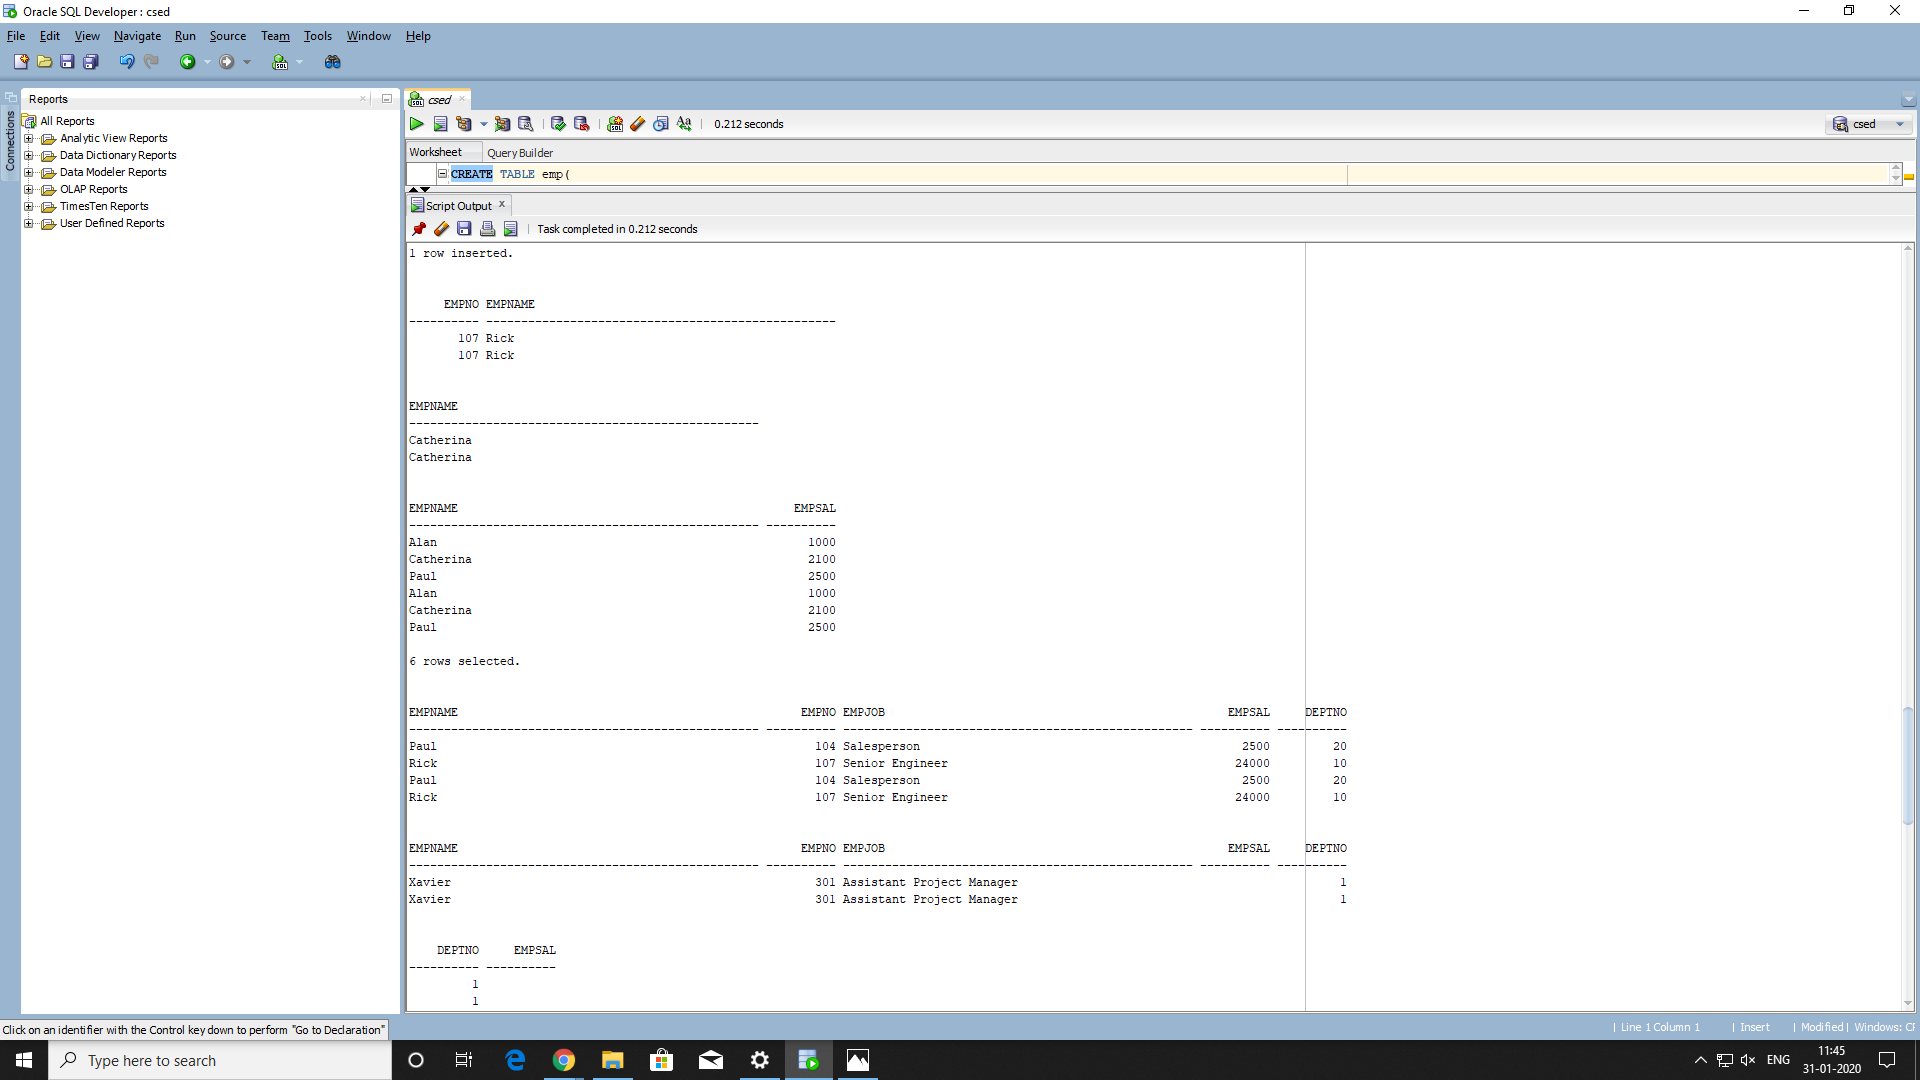 Oracle SQL Developer : csed
File Edit View Navigate Run Source Team Tools Window Help
Connections
Reports
All Reports
Analytic View Reports
Data Dictionary Reports
Data Modeler Reports
OLAP Reports
TimesTen Reports
User Defined Reports
csed
0.212 seconds
csed
Worksheet Query Builder
CREATE TABLE emp(
Script Output
Task completed in 0.212 seconds
1 row inserted.
EMPNO EMPNAME
---------- --------------------------------------------------
107 Rick
107 Rick
EMPNAME
--------------------------------------------------
Catherina
Catherina
EMPNAME EMPSAL
-------------------------------------------------- ----------
Alan 1000
Catherina 2100
Paul 2500
Alan 1000
Catherina 2100
Paul 2500
6 rows selected.
EMPNAME EMPNO EMPJOB EMPSAL DEPTNO
-------------------------------------------------- ---------- -------------------------------------------------- ---------- ----------
Paul 104 Salesperson 2500 20
Rick 107 Senior Engineer 24000 10
Paul 104 Salesperson 2500 20
Rick 107 Senior Engineer 24000 10
EMPNAME EMPNO EMPJOB EMPSAL DEPTNO
-------------------------------------------------- ---------- -------------------------------------------------- ---------- ----------
Xavier 301 Assistant Project Manager 1
Xavier 301 Assistant Project Manager 1
DEPTNO EMPSAL
---------- ----------
1
1
Click on an identifier with the Control key down to perform "Go to Declaration"
| Line 1 Column 1 | Insert | Modified | Windows: CF
Type here to search
ENG
11:45
31-01-2020